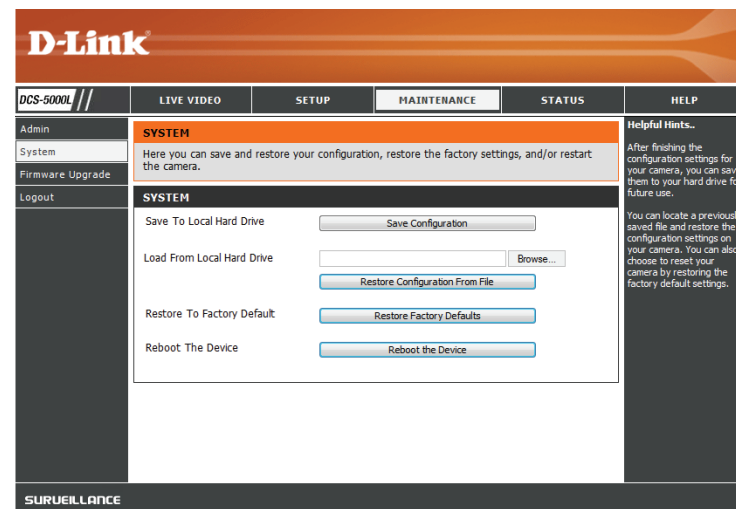 D-Link
DCS-5000L //
LIVE VIDEO
SETUP
MAINTENANCE
STATUS
HELP
Admin
System
Firmware Upgrade
Logout
SYSTEM
Here you can save and restore your configuration, restore the factory settings, and/or restart
the camera.
SYSTEM
Save To Local Hard Drive
Save Configuration
Load From Local Hard Drive
Browse...
Restore Configuration From File
Restore To Factory Default
Restore Factory Defaults
Reboot The Device
Reboot the Device
Helpful Hints..
After finishing the
configuration settings for
your camera, you can
them to your hard drive
future use.
You can locate a
saved file and restore the
configuration settings on
your camera. You can
choose to reset your
camera by restoring the
factory default settings.
SURVEILLANCE